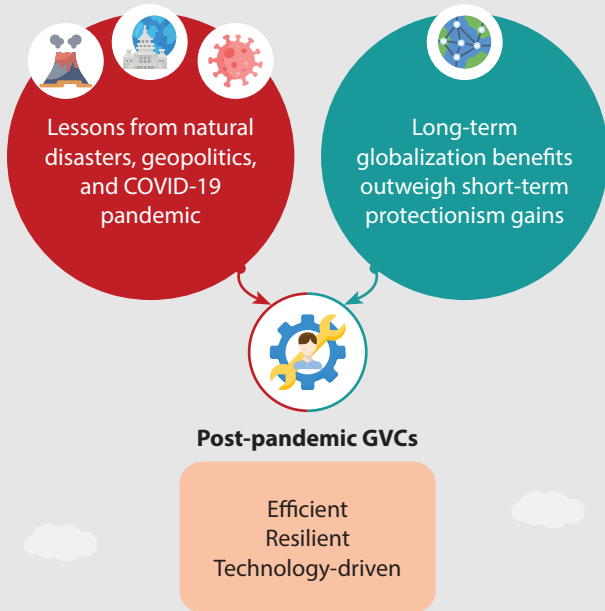 Lessons from natural
disasters, geopolitics,
and COVID-19
pandemic
Long-term
globalization benefits
outweigh short-term
protectionism gains
Post-pandemic GVCs
Efficient
Resilient
Technology-driven